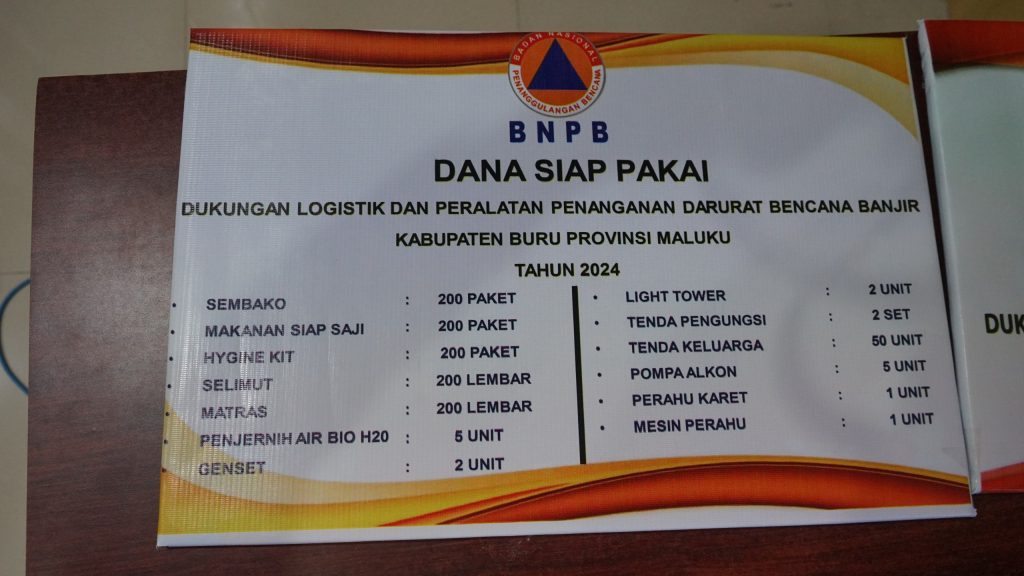 BADAN NASIONAL
PENANGGULANGAN BENCANA
BNPB
DANA SIAP PAKAI
DUKUNGAN LOGISTIK DAN PERALATAN PENANGANAN DARURAT BENCANA BANJIR
KABUPATEN BURU PROVINSI MALUKU
TAHUN 2024
• SEMBAKO : 200 PAKET
• MAKANAN SIAP SAJI : 200 PAKET
• HYGINE KIT : 200 PAKET
• SELIMUT : 200 LEMBAR
• MATRAS : 200 LEMBAR
• PENJERNIH AIR BIO H20 : 5 UNIT
• GENSET : 2 UNIT
• LIGHT TOWER : 2 UNIT
• TENDA PENGUNGSI : 2 SET
• TENDA KELUARGA : 50 UNIT
• POMPA ALKON : 5 UNIT
• PERAHU KARET : 1 UNIT
• MESIN PERAHU : 1 UNIT
DUK